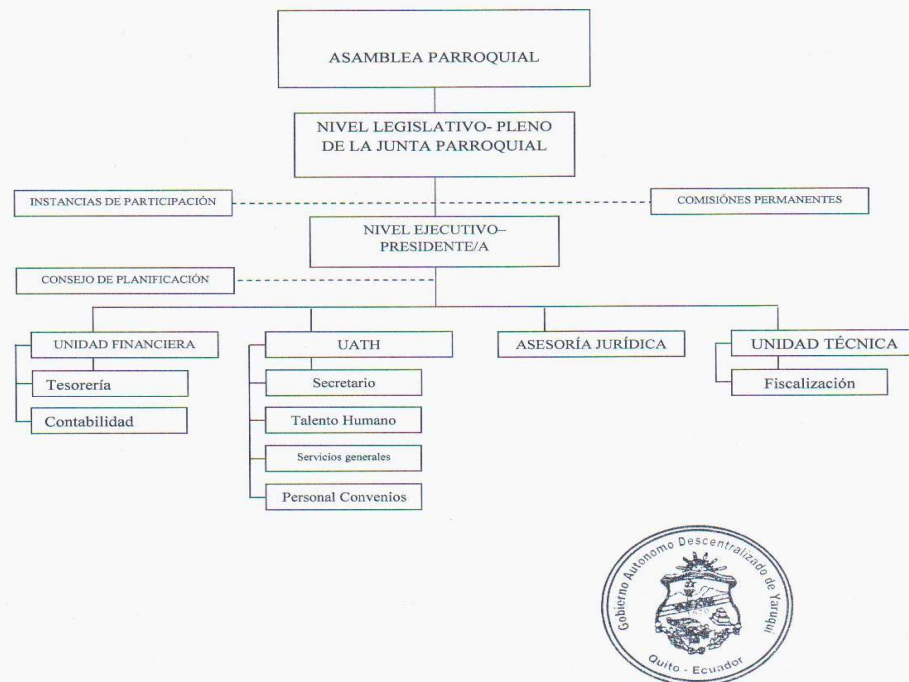 ASAMBLEA PARROQUIAL
NIVEL LEGISLATIVO- PLENO
DE LA JUNTA PARROQUIAL
INSTANCIAS DE PARTICIPACIÓN
COMISIÓNES PERMANENTES
NIVEL EJECUTIVO–
PRESIDENTE/A
CONSEJO DE PLANIFICACIÓN
UNIDAD FINANCIERA
UATH
ASESORÍA JURÍDICA
UNIDAD TÉCNICA
Tesorería
Secretario
Fiscalización
Contabilidad
Talento Humano
Servicios generales
Personal Convenios
Gobierno Autonomo Descentralizado de Yaruqui
Quito - Ecuador